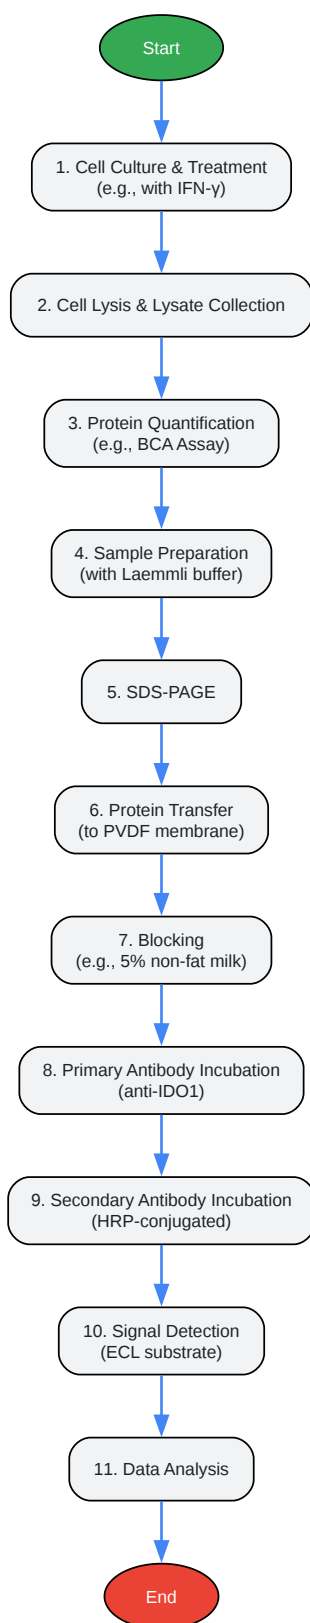 Start
1. Cell Culture & Treatment
(e.g., with IFN-γ)
2. Cell Lysis & Lysate Collection
3. Protein Quantification
(e.g., BCA Assay)
4. Sample Preparation
(with Laemmli buffer)
5. SDS-PAGE
6. Protein Transfer
(to PVDF membrane)
7. Blocking
(e.g., 5% non-fat milk)
8. Primary Antibody Incubation
(anti-IDO1)
9. Secondary Antibody Incubation
(HRP-conjugated)
10. Signal Detection
(ECL substrate)
11. Data Analysis
End